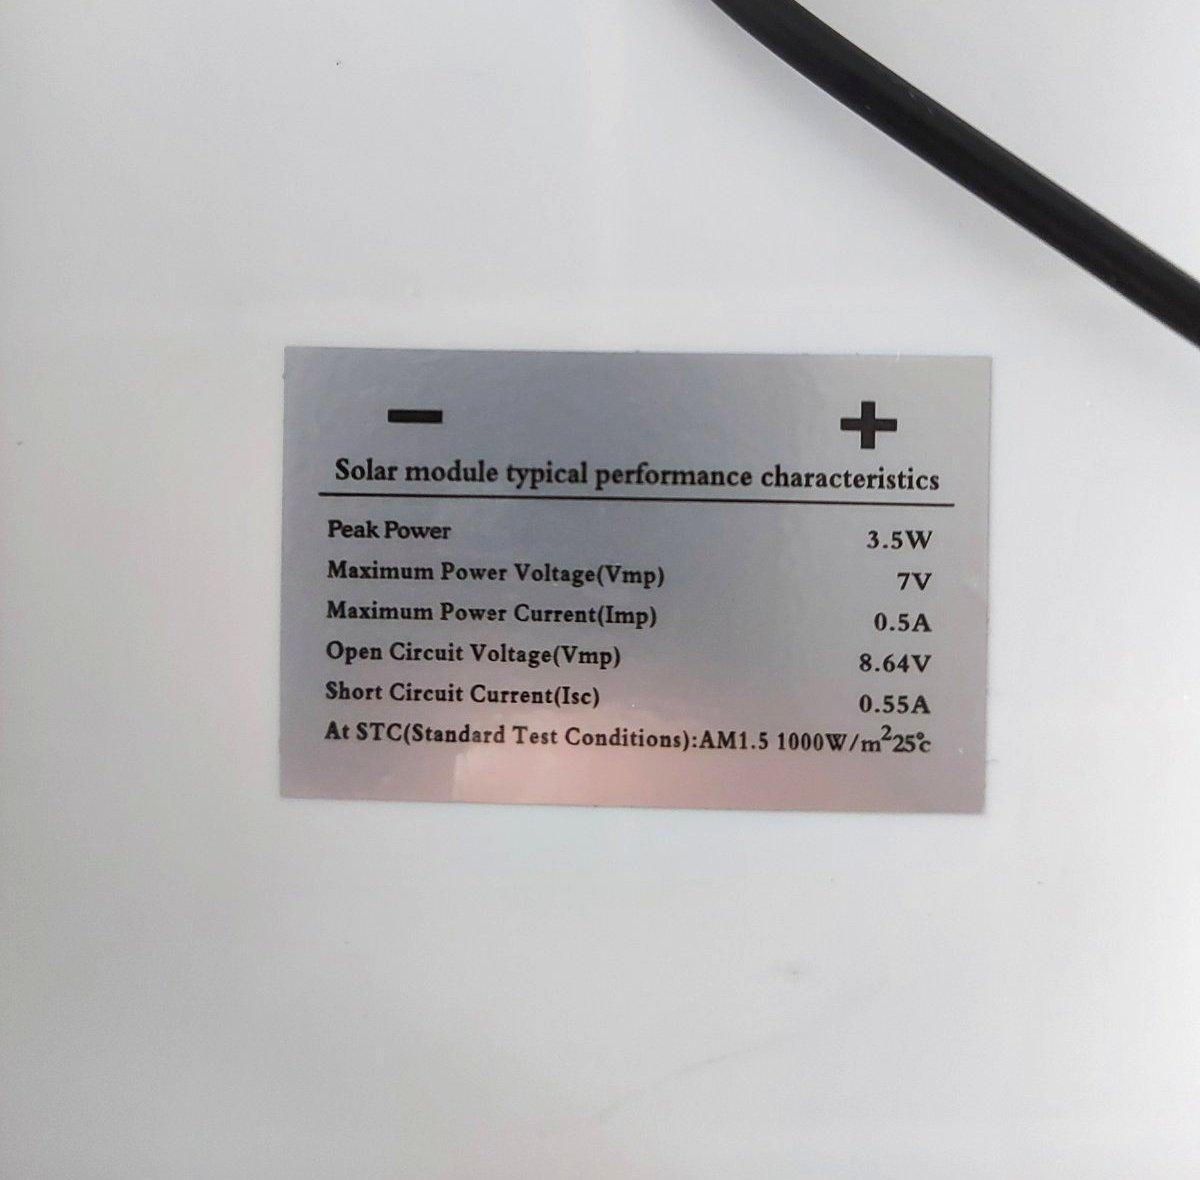 − +
Solar module typical performance characteristics
Peak Power 3.5W
Maximum Power Voltage(Vmp) 7V
Maximum Power Current(Imp) 0.5A
Open Circuit Voltage(Vmp) 8.64V
Short Circuit Current(Isc) 0.55A
At STC(Standard Test Conditions):AM1.5 1000W/m²25℃